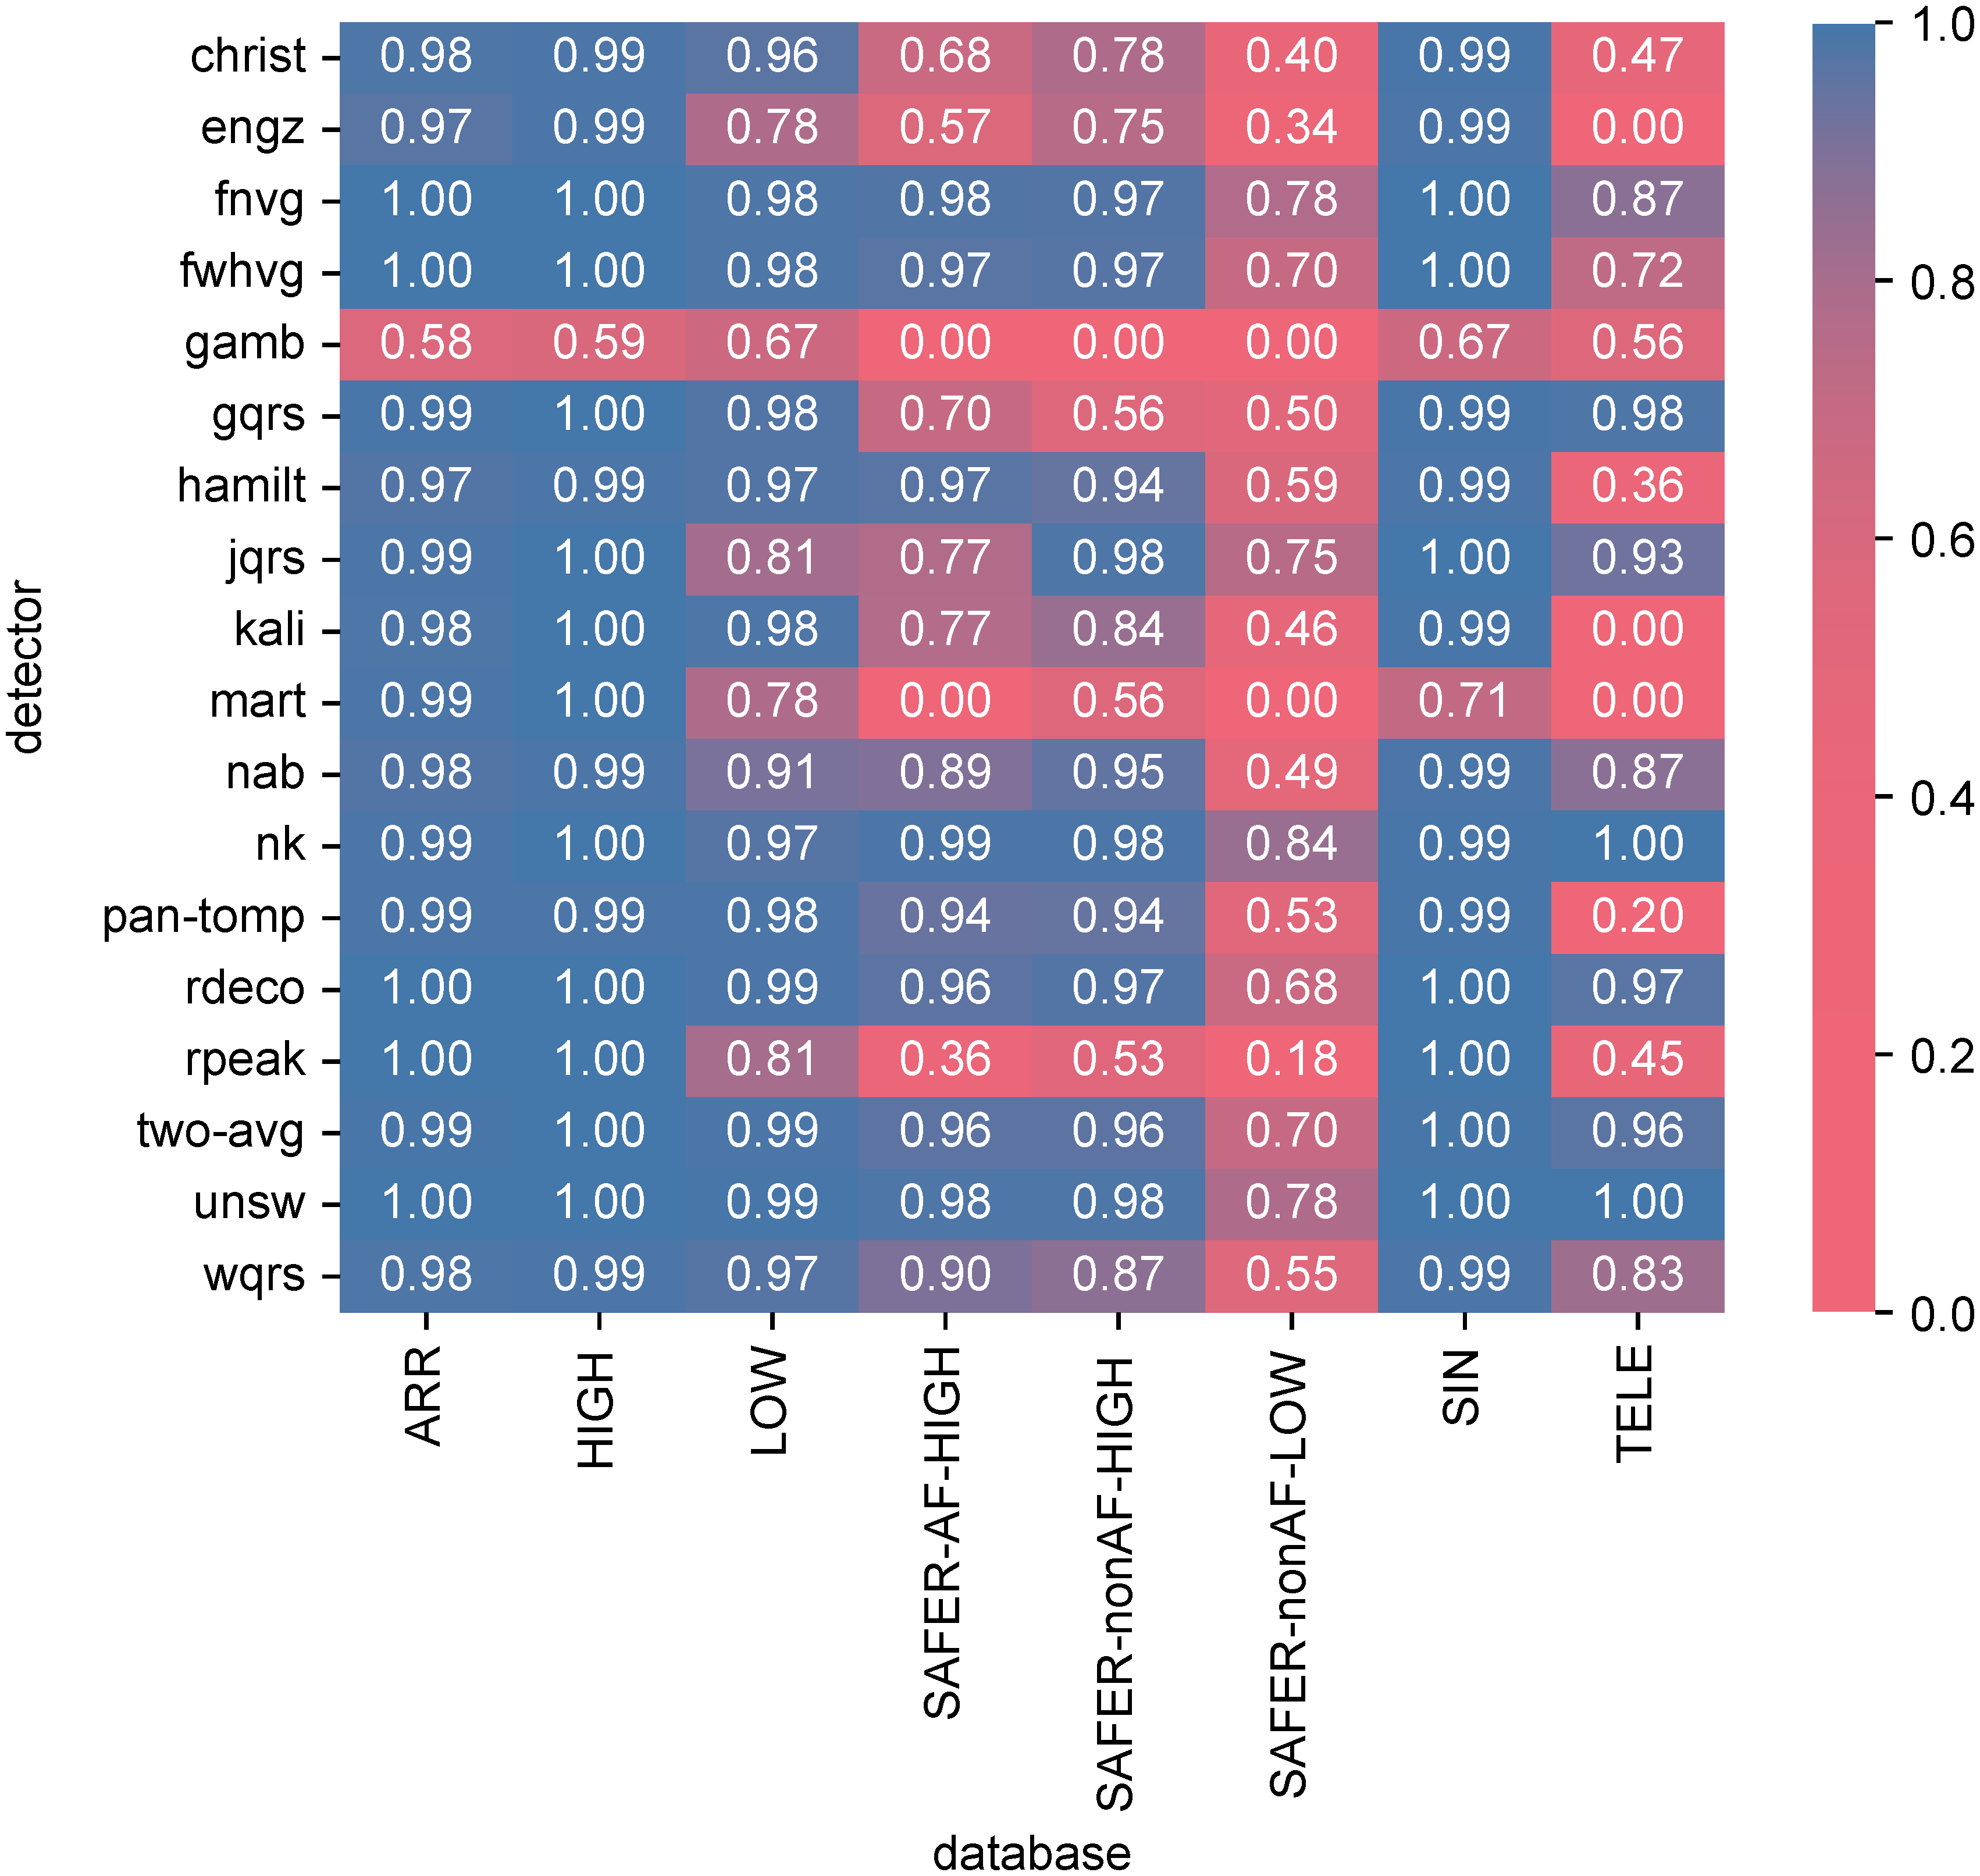 christ 0.98 0.99 0.96 0.68 0.78 0.40 0.99 0.47
engz 0.97 0.99 0.78 0.57 0.75 0.34 0.99 0.00
fnvg 1.00 1.00 0.98 0.98 0.97 0.78 1.00 0.87
fwhvg 1.00 1.00 0.98 0.97 0.97 0.70 1.00 0.72
gamb 0.58 0.59 0.67 0.00 0.00 0.00 0.67 0.56
gqrs 0.99 1.00 0.98 0.70 0.56 0.50 0.99 0.98
hamilt 0.97 0.99 0.97 0.97 0.94 0.59 0.99 0.36
jqrs 0.99 1.00 0.81 0.77 0.98 0.75 1.00 0.93
kali 0.98 1.00 0.98 0.77 0.84 0.46 0.99 0.00
mart 0.99 1.00 0.78 0.00 0.56 0.00 0.71 0.00
nab 0.98 0.99 0.91 0.89 0.95 0.49 0.99 0.87
nk 0.99 1.00 0.97 0.99 0.98 0.84 0.99 1.00
pan-tomp 0.99 0.99 0.98 0.94 0.94 0.53 0.99 0.20
rdeco 1.00 1.00 0.99 0.96 0.97 0.68 1.00 0.97
rpeak 1.00 1.00 0.81 0.36 0.53 0.18 1.00 0.45
two-avg 0.99 1.00 0.99 0.96 0.96 0.70 1.00 0.96
unsw 1.00 1.00 0.99 0.98 0.98 0.78 1.00 1.00
wqrs 0.98 0.99 0.97 0.90 0.87 0.55 0.99 0.83
detector
ARR
HIGH
LOW
SAFER-AF-HIGH
SAFER-nonAF-HIGH
SAFER-nonAF-LOW
SIN
TELE
database
1.0
0.8
0.6
0.4
0.2
0.0